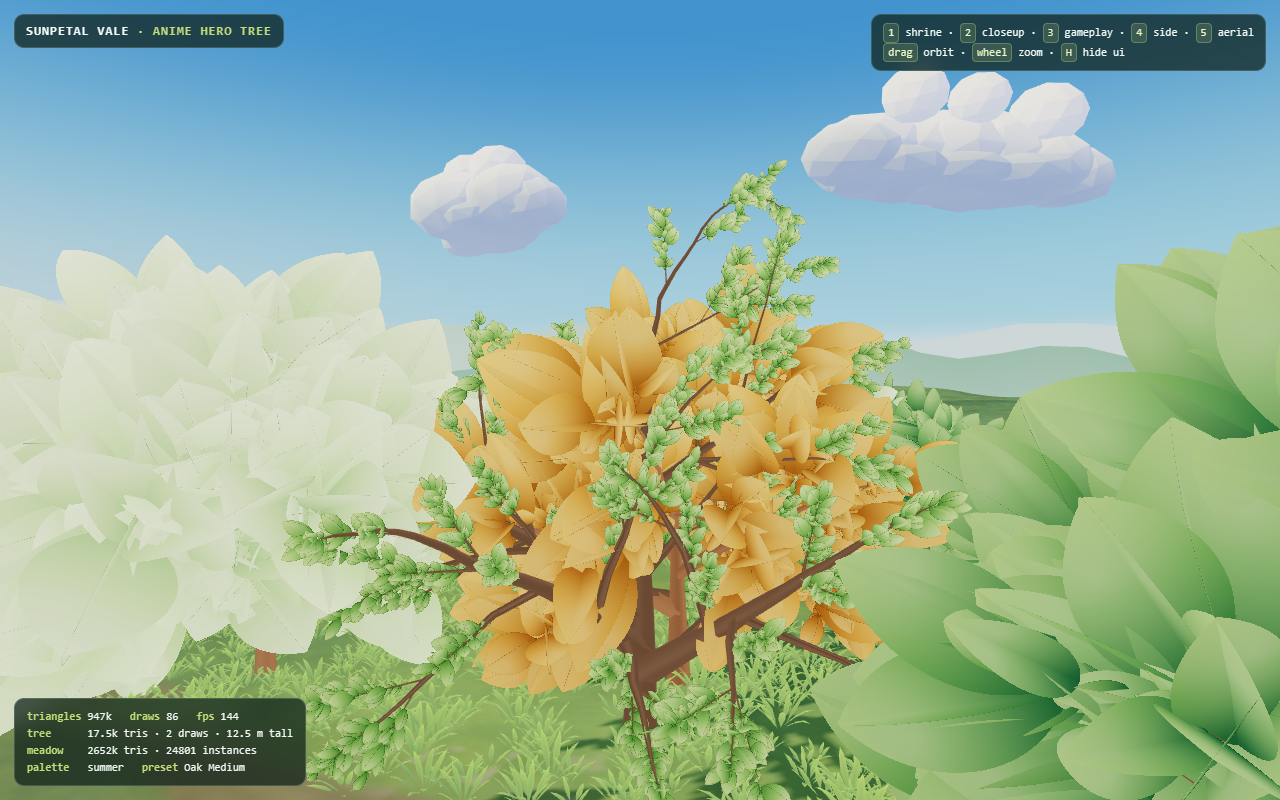 SUNPETAL VALE · ANIME HERO TREE
1 shrine · 2 closeup · 3 gameplay · 4 side · 5 aerial
drag orbit · wheel zoom · H hide ui
triangles 947k draws 86 fps 144
tree 17.5k tris · 2 draws · 12.5 m tall
meadow 2652k tris · 24801 instances
palette summer preset Oak Medium